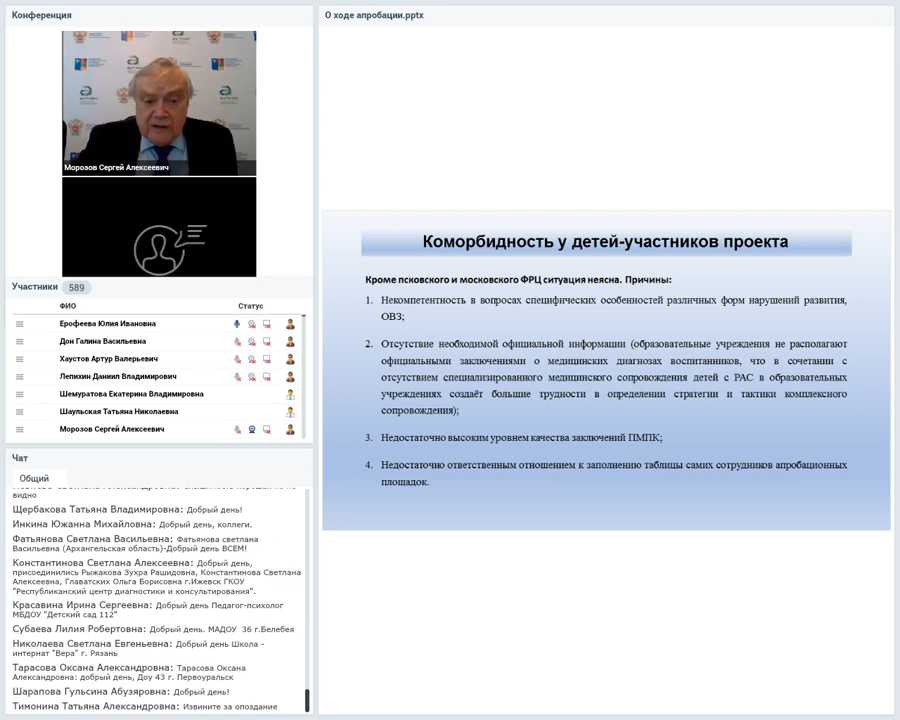 Конференция
Морозов Сергей Алексеевич
Участники 589
ФИО Статус
Ерофеева Юлия Ивановна
Дон Галина Васильевна
Хаустов Артур Валерьевич
Лепихин Даниил Владимирович
Шемуратова Екатерина Владимировна
Шаульская Татьяна Николаевна
Морозов Сергей Алексеевич
Чат
Общий
видно
Щербакова Татьяна Владимировна: Добрый день!
Инкина Южанна Михайловна: Добрый день, коллеги.
Фатьянова Светлана Васильевна: Фатьянова светлана
Васильевна (Архангельская область)-Добрый день ВСЕМ!
Константинова Светлана Алексеевна: Добрый день,
присоединились Рыжакова Зухра Рашидовна, Константинова Светлана
Алексеевна, Главатских Ольга Борисовна г.Ижевск ГКОУ
"Республиканский центр диагностики и консультирования".
Красавина Ирина Сергеевна: Добрый день Педагог-психолог
МБДОУ "Детский сад 112"
Субаева Лилия Робертовна: Добрый день. МАДОУ 36 г.Белебея
Николаева Светлана Евгеньевна: Добрый день Школа -
интернат "Вера" г. Рязань
Тарасова Оксана Александровна: Тарасова Оксана
Александровна: добрый день, Доу 43 г. Первоуральск
Шарапова Гульсина Абузяровна: Добрый день!
Тимонина Татьяна Александровна: Извините за опоздание
О ходе апробации.pptx
Коморбидность у детей-участников проекта
Кроме псковского и московского ФРЦ ситуация неясна. Причины:
1. Некомпетентность в вопросах специфических особенностей различных форм нарушений развития,
ОВЗ;
2. Отсутствие необходимой официальной информации (образовательные учреждения не располагают
официальными заключениями о медицинских диагнозах воспитанников, что в сочетании с
отсутствием специализированного медицинского сопровождения детей с РАС в образовательных
учреждениях создаёт большие трудности в определении стратегии и тактики комплексного
сопровождения);
3. Недостаточно высоким уровнем качества заключений ПМПК;
4. Недостаточно ответственным отношением к заполнению таблицы самих сотрудников апробационных
площадок.